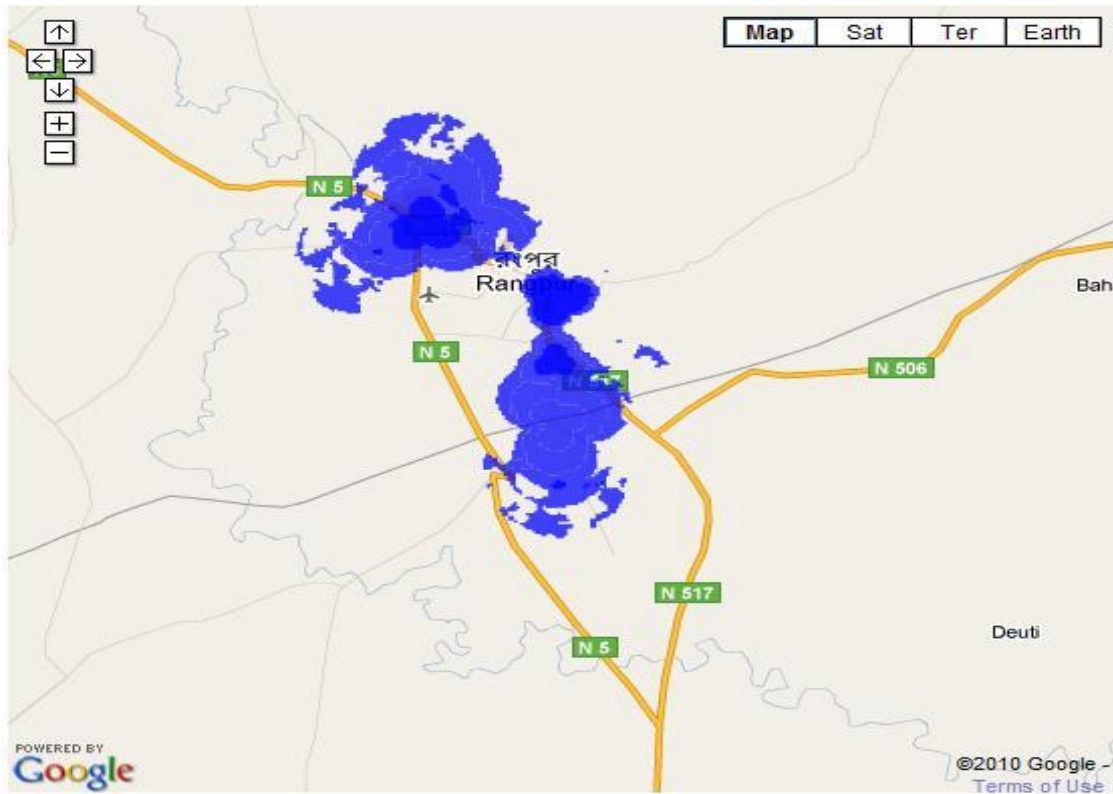 Map Sat Ter Earth
N 5
রংপুর
Rangpur
Bah
N 5
N 506
N 517
Deuti
N 5
POWERED BY
Google
©2010 Google -
Terms of Use